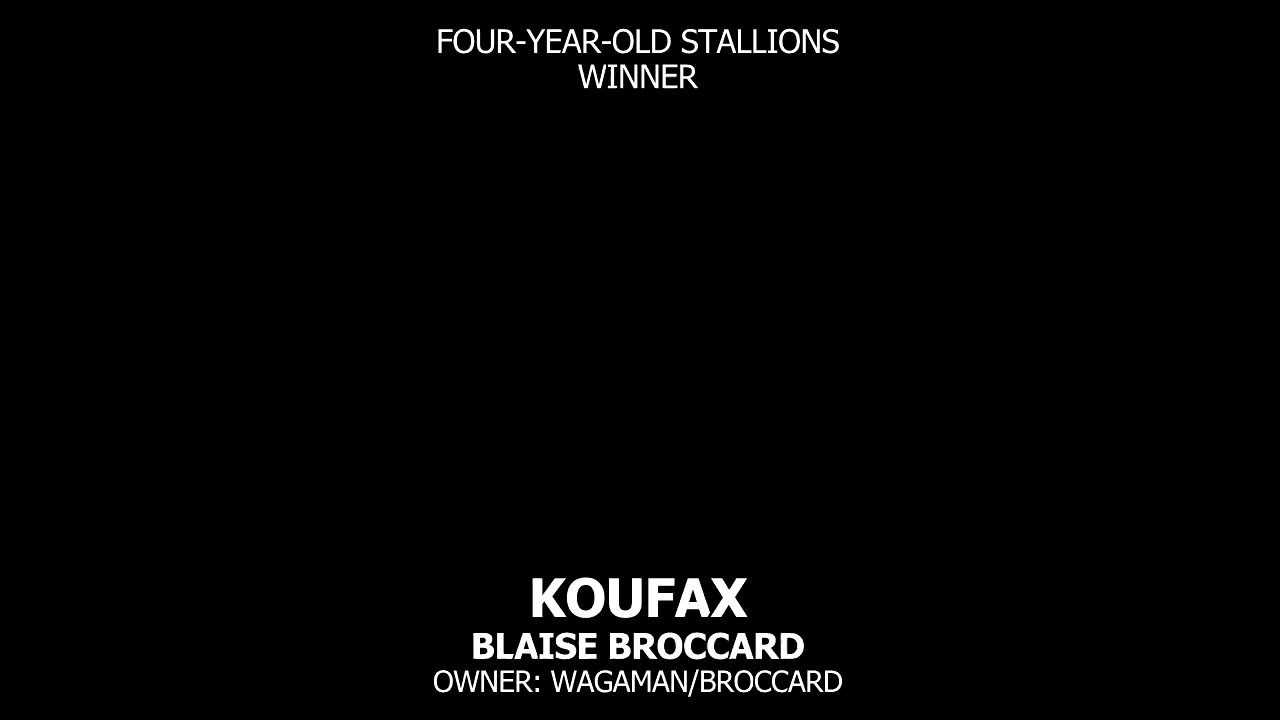 FOUR-YEAR-OLD STALLIONS
WINNER
KOUFAX
BLAISE BROCCARD
OWNER: WAGAMAN/BROCCARD